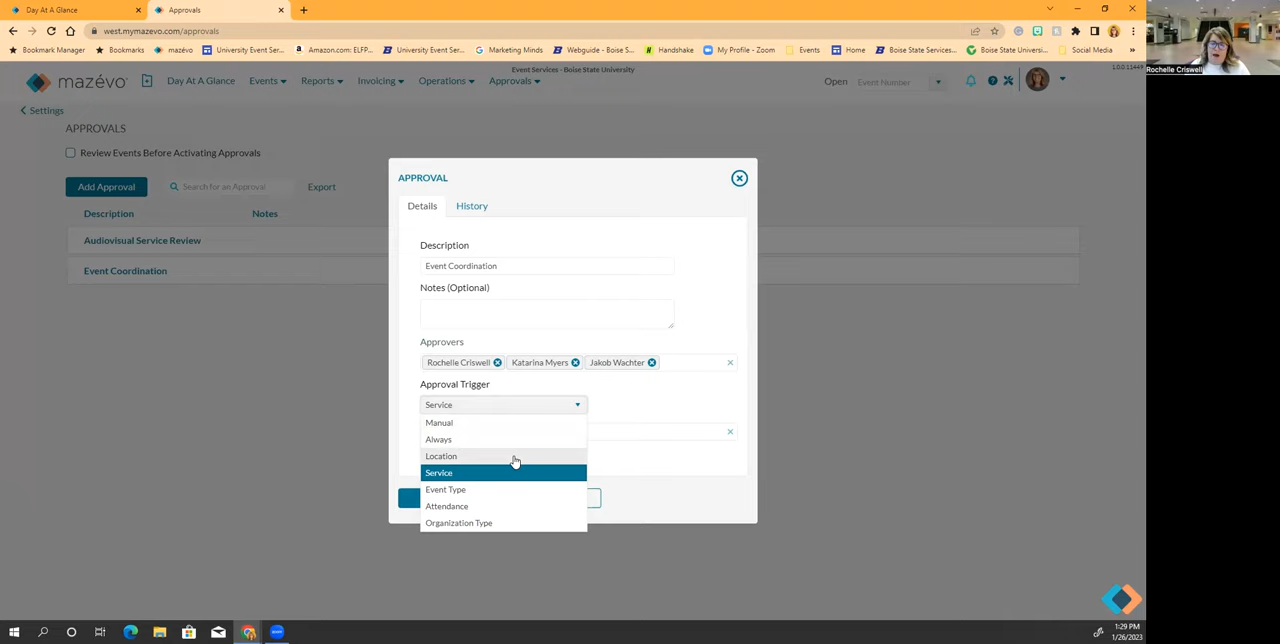 Day At A Glance
Approvals
west.mymazevo.com/approvals
Bookmark Manager
Bookmarks
mazévo
University Event Ser...
Amazon.com: ELFP...
University Event Ser...
Marketing Minds
Webguide - Boise S...
Handshake
My Profile - Zoom
Events
Home
Boise State Services...
Boise State Universi...
Social Media
»
Rochelle Criswell
Event Services - Boise State University
1.0.0.11449
mazévo
Day At A Glance
Events
Reports
Invoicing
Operations
Approvals
Open
Event Number
Settings
APPROVALS
Review Events Before Activating Approvals
Add Approval
Search for an Approval
Export
Description
Notes
Audiovisual Service Review
Event Coordination
APPROVAL
Details
History
Description
Event Coordination
Notes (Optional)
Approvers
Rochelle Criswell
Katarina Myers
Jakob Wachter
Approval Trigger
Service
Manual
Always
Location
Service
Event Type
Attendance
Organization Type
1:29 PM
1/26/2023